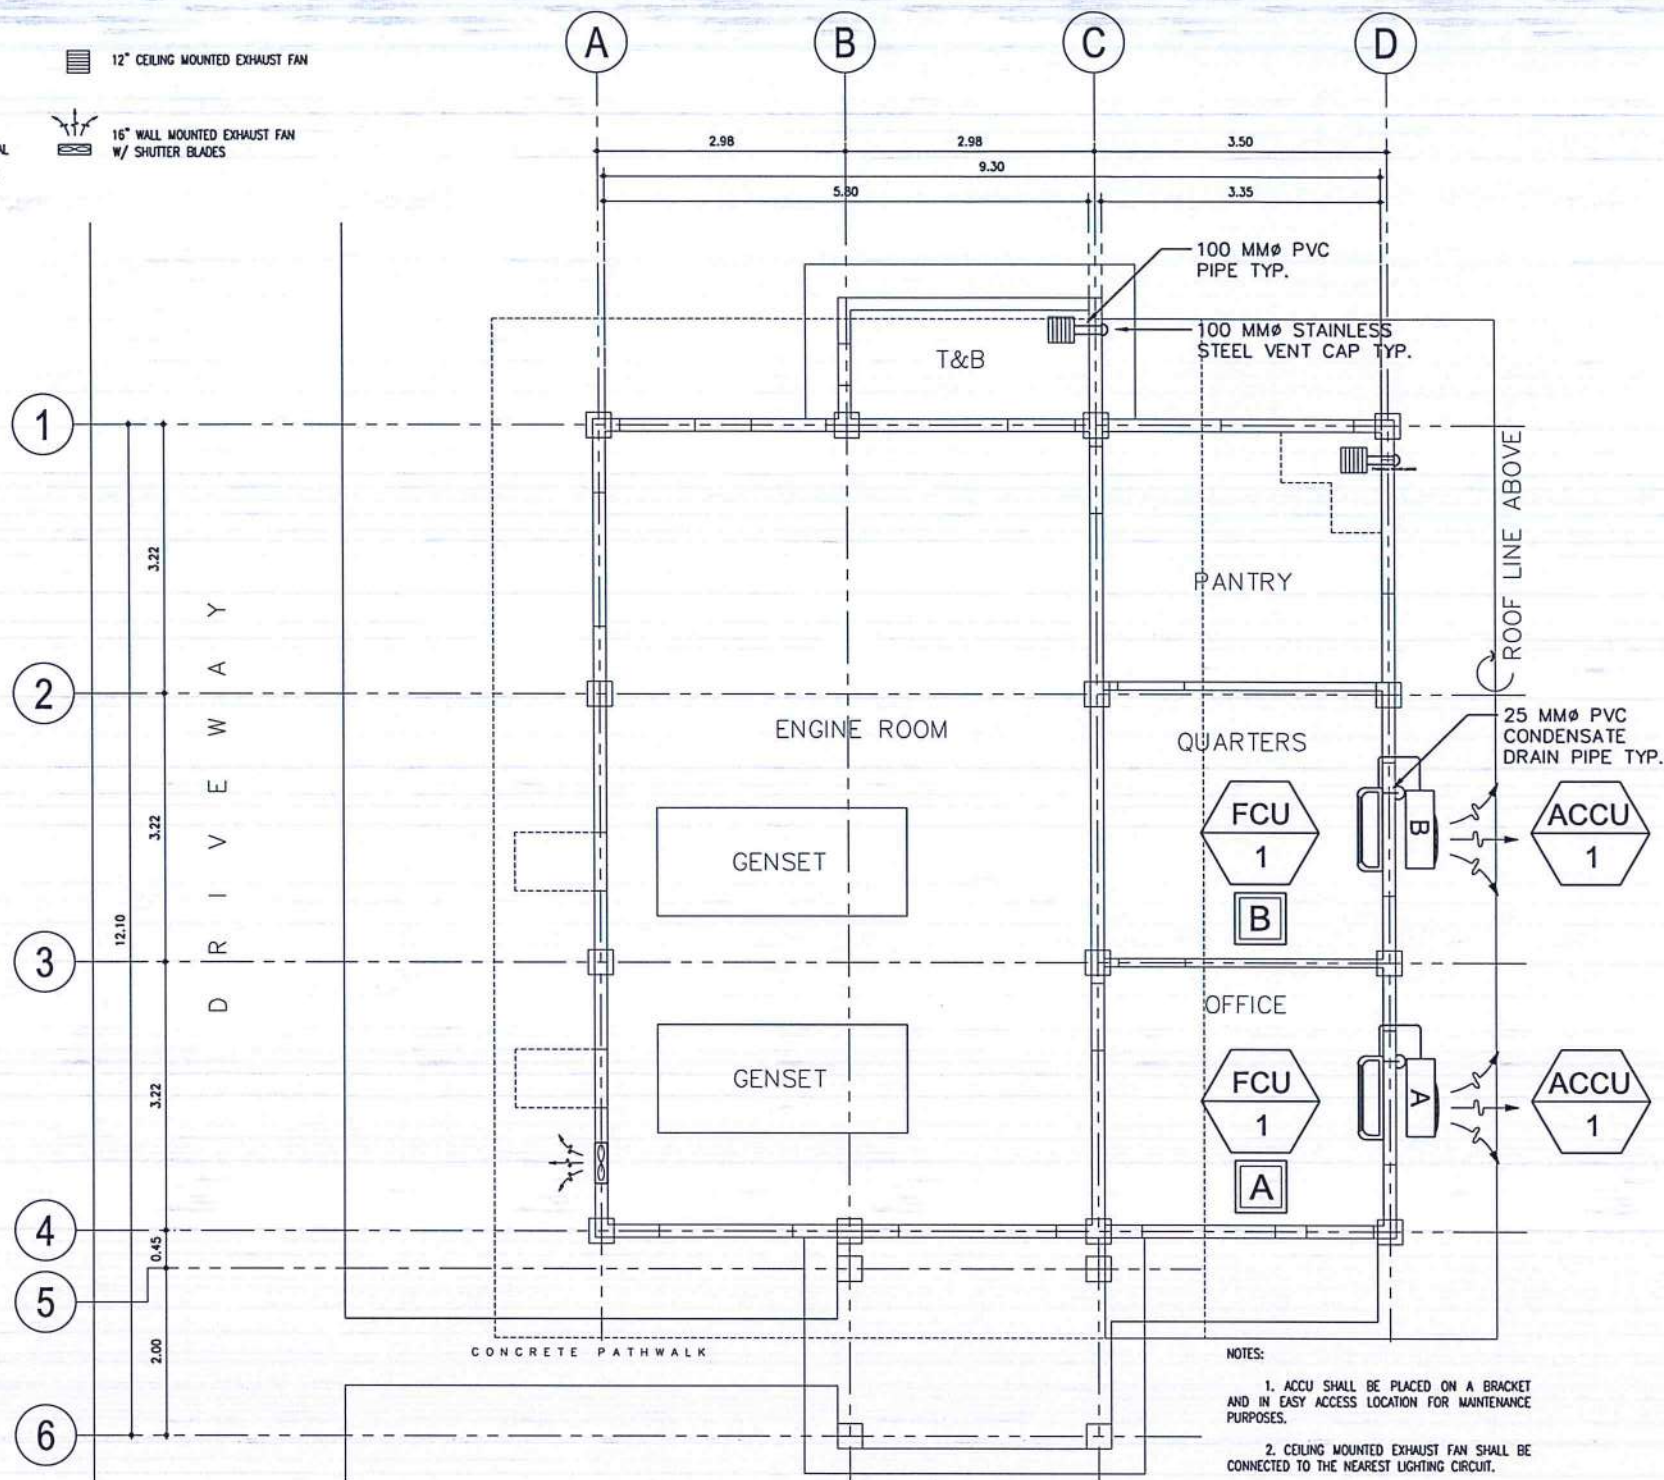 A
B
C
D
12" CEILING MOUNTED EXHAUST FAN
16" WALL MOUNTED EXHAUST FAN
W/ SHUTTER BLADES
AL
2.98
2.98
3.50
9.30
5.80
3.35
100 MMØ PVC
PIPE TYP.
100 MMØ STAINLESS
STEEL VENT CAP TYP.
T&B
1
ROOF LINE ABOVE
3.22
PANTRY
DRIVEWAY
2
ENGINE ROOM
QUARTERS
25 MMØ PVC
CONDENSATE
DRAIN PIPE TYP.
3.22
GENSET
FCU
1
B
ACCU
1
B
12.10
3
OFFICE
3.22
GENSET
FCU
1
A
ACCU
1
A
4
0.45
5
2.00
CONCRETE PATHWALK
6
NOTES:
1. ACCU SHALL BE PLACED ON A BRACKET
AND IN EASY ACCESS LOCATION FOR MAINTENANCE
PURPOSES.
2. CEILING MOUNTED EXHAUST FAN SHALL BE
CONNECTED TO THE NEAREST LIGHTING CIRCUIT.